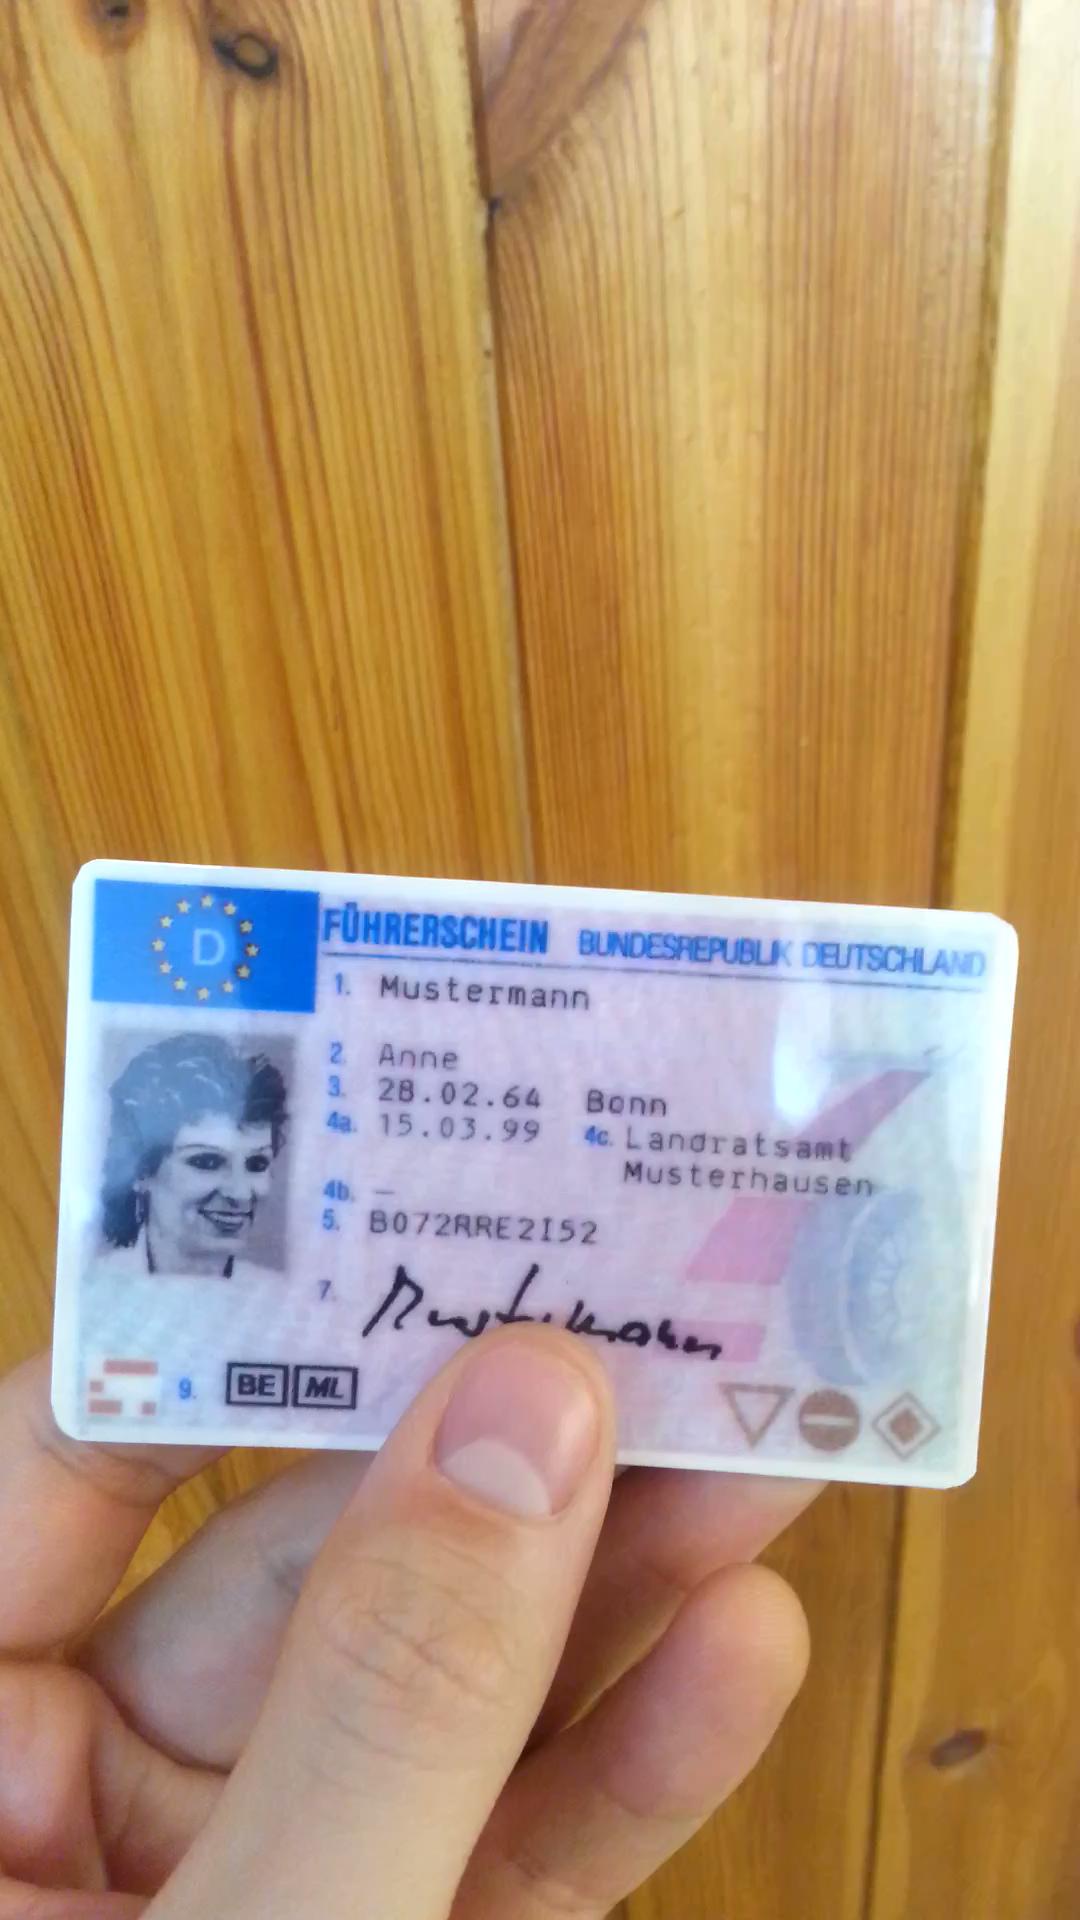 D
FÜHRERSCHEIN BUNDESREPUBLIK DEUTSCHLAND
1. Mustermann
2. Anne
3. 28.02.64 Bonn
4a. 15.03.99 4c. Landratsamt
Musterhausen
4b. —
5. B072RRE2I52
7. Mustermann
9. BE ML